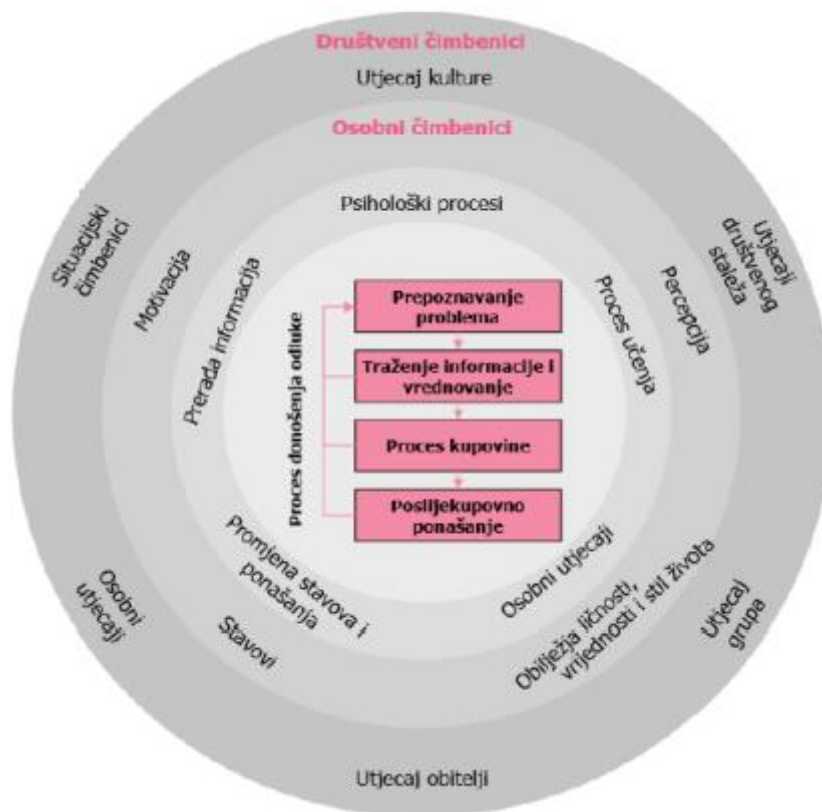 Društveni čimbenici
Utjecaj kulture
Osobni čimbenici
Psihološki procesi
Situacijski
čimbenici
Motivacija
Prerada informacija
Proces učenja
Percepcija
Utjecaji
društvenog
staleža
Proces donošenja odluke
Prepoznavanje
problema
Traženje informacije i
vrednovanje
Proces kupovine
Poslijekupovno
ponašanje
Promjena stavova i
ponašanja
Osobni utjecaji
Osobni
utjecaji
Stavovi
Obilježja ličnosti,
vrijednosti i stil života
Utjecaj
grupa
Utjecaj obitelji